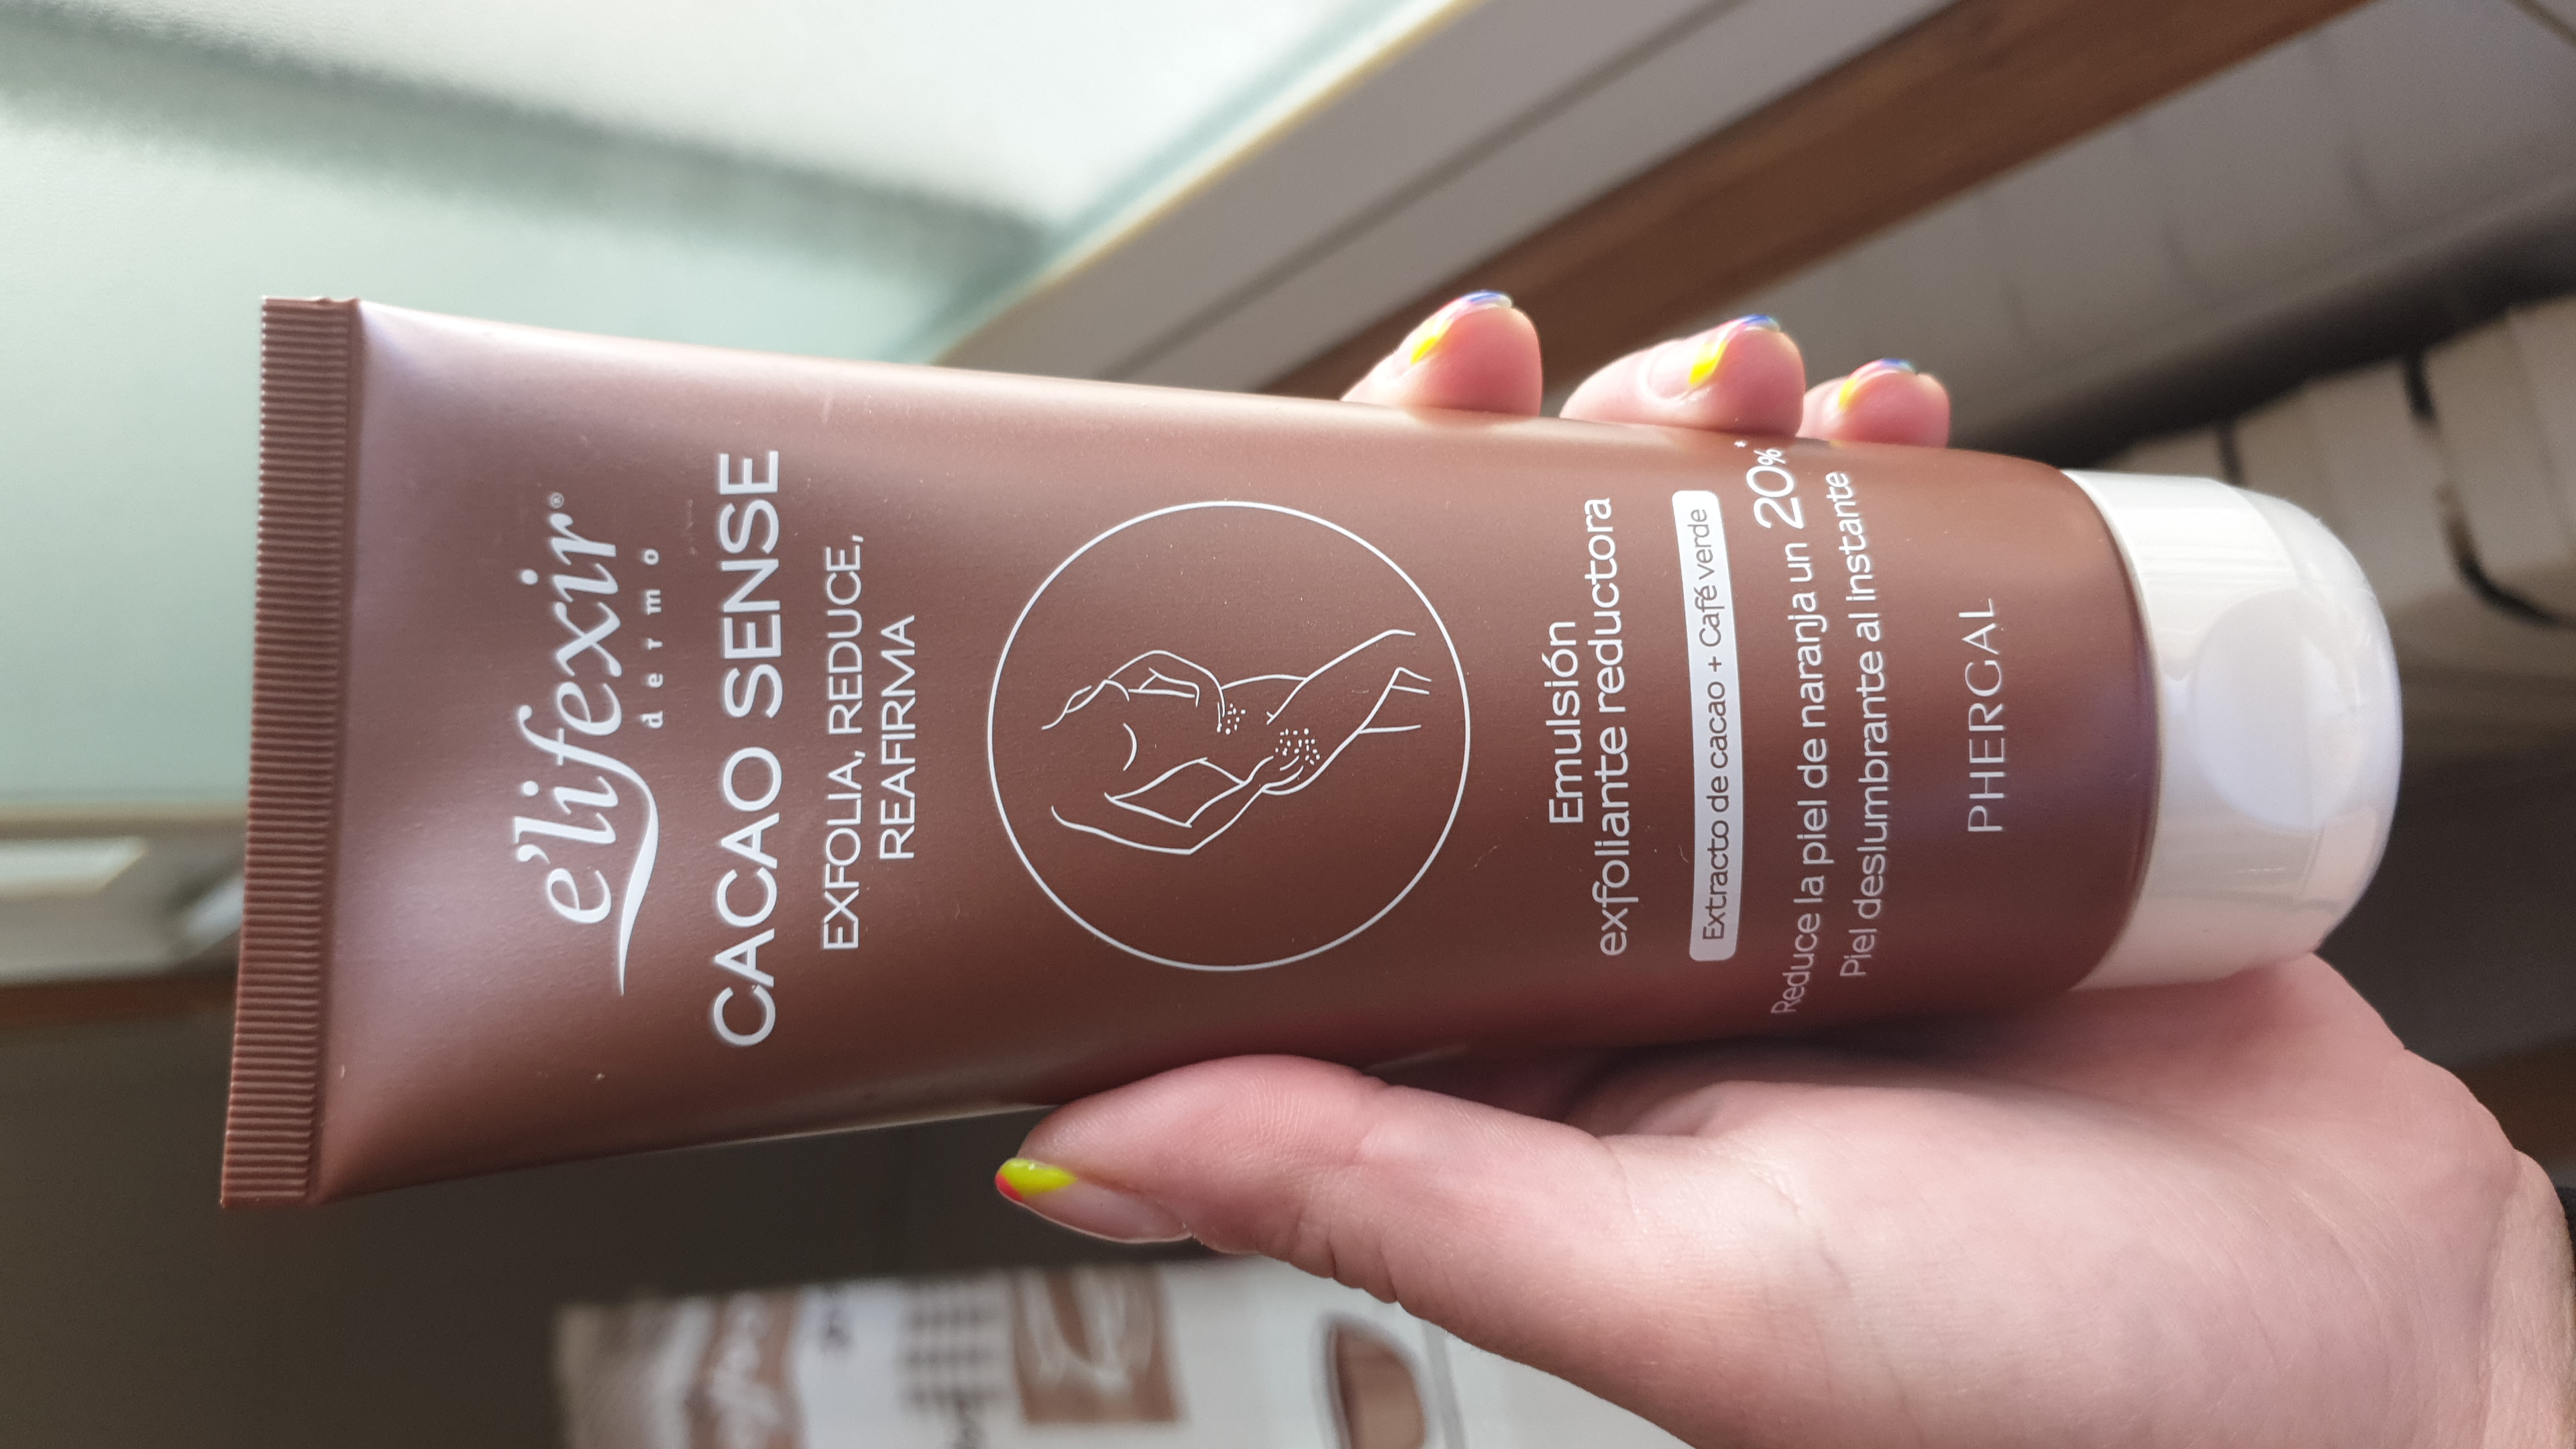 e'lifexir®
dermo
CACAO SENSE
EXFOLIA, REDUCE,
REAFIRMA
Emulsión
exfoliante reductora
Extracto de cacao + Café verde
Reduce la piel de naranja un 20%*
Piel deslumbrante al instante
PHERGAL